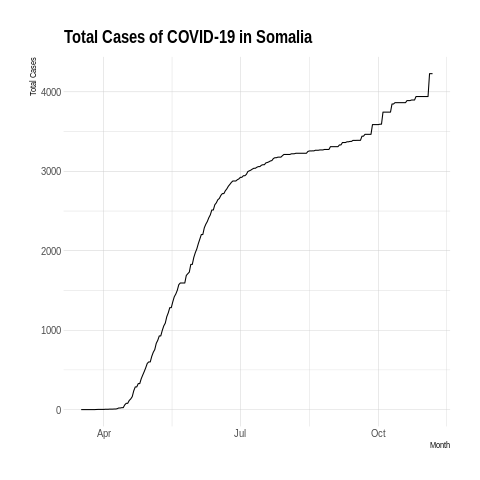 Total Cases of COVID-19 in Somalia
Total Cases
4000
3000
2000
1000
0
Apr Jul Oct
Month